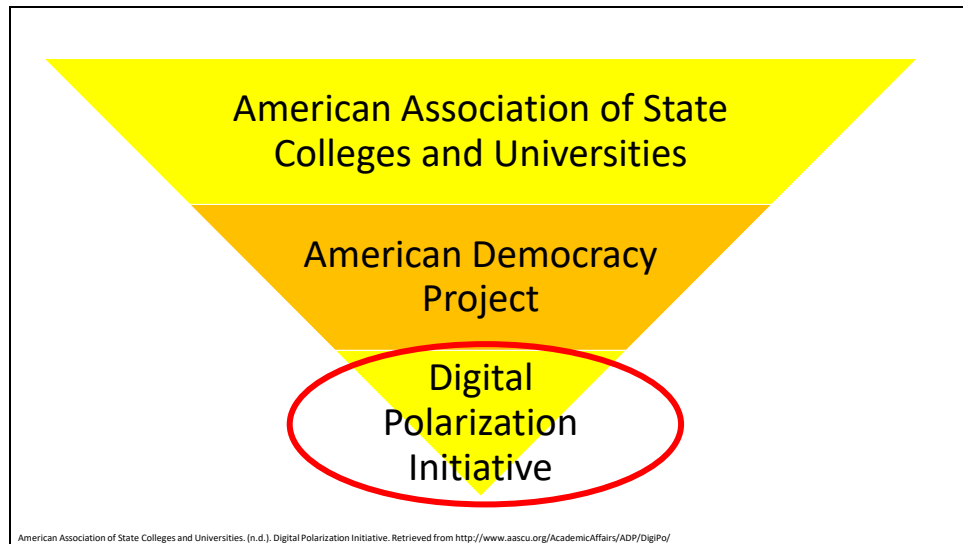 American Association of State
Colleges and Universities
American Democracy
Project
Digital
Polarization
Initiative
American Association of State Colleges and Universities. (n.d.). Digital Polarization Initiative. Retrieved from http://www.aascu.org/AcademicAffairs/ADP/DigiPo/